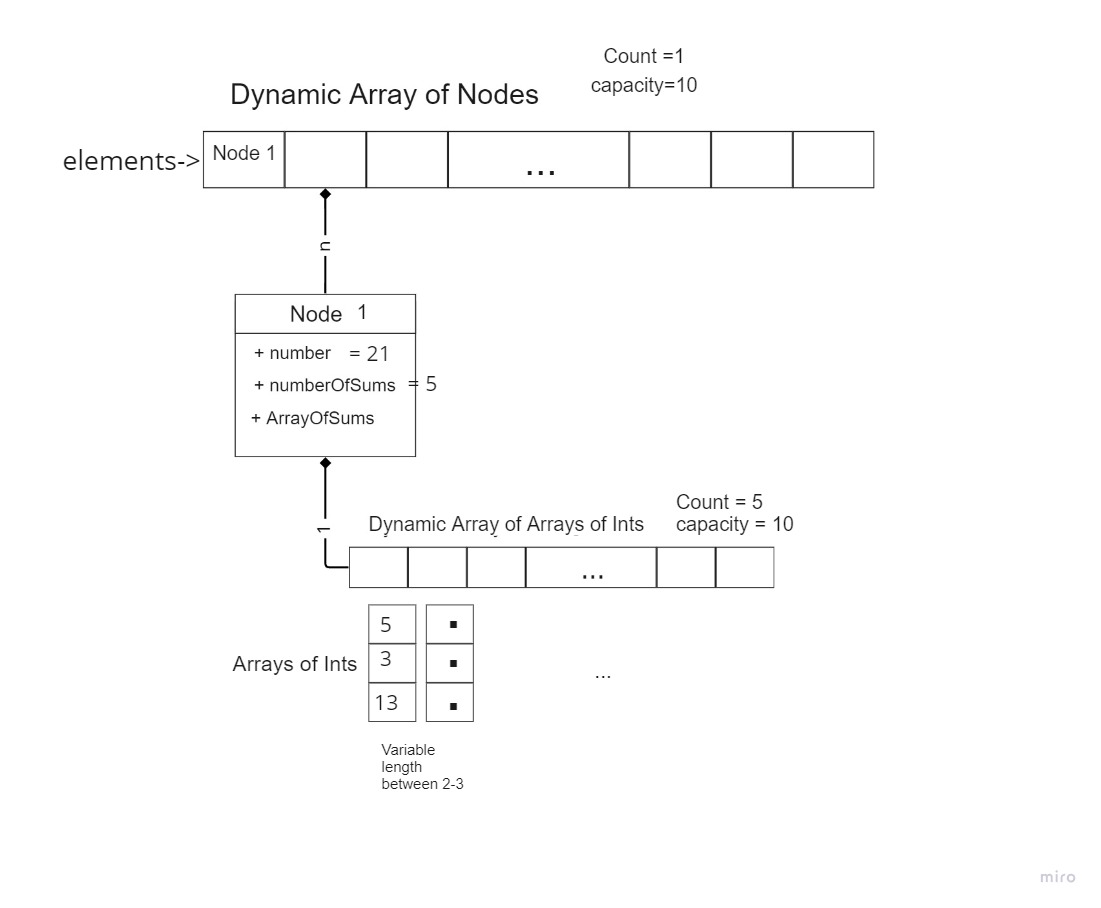 Count =1
capacity=10
Dynamic Array of Nodes
elements->
Node 1
...
n
Node 1
+ number = 21
+ numberOfSums = 5
+ ArrayOfSums
1
Count = 5
capacity = 10
Dynamic Array of Arrays of Ints
...
5
3
13
Arrays of Ints
...
Variable
length
between 2-3
miro